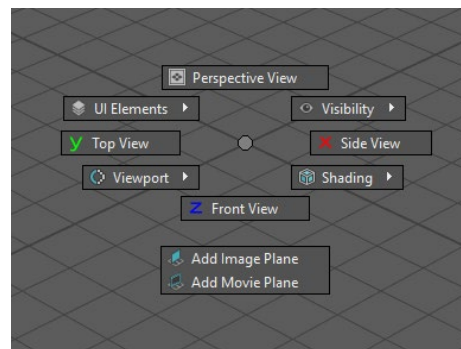 Perspective View
UI Elements
Visibility
y Top View
x Side View
Viewport
Shading
z Front View
Add Image Plane
Add Movie Plane